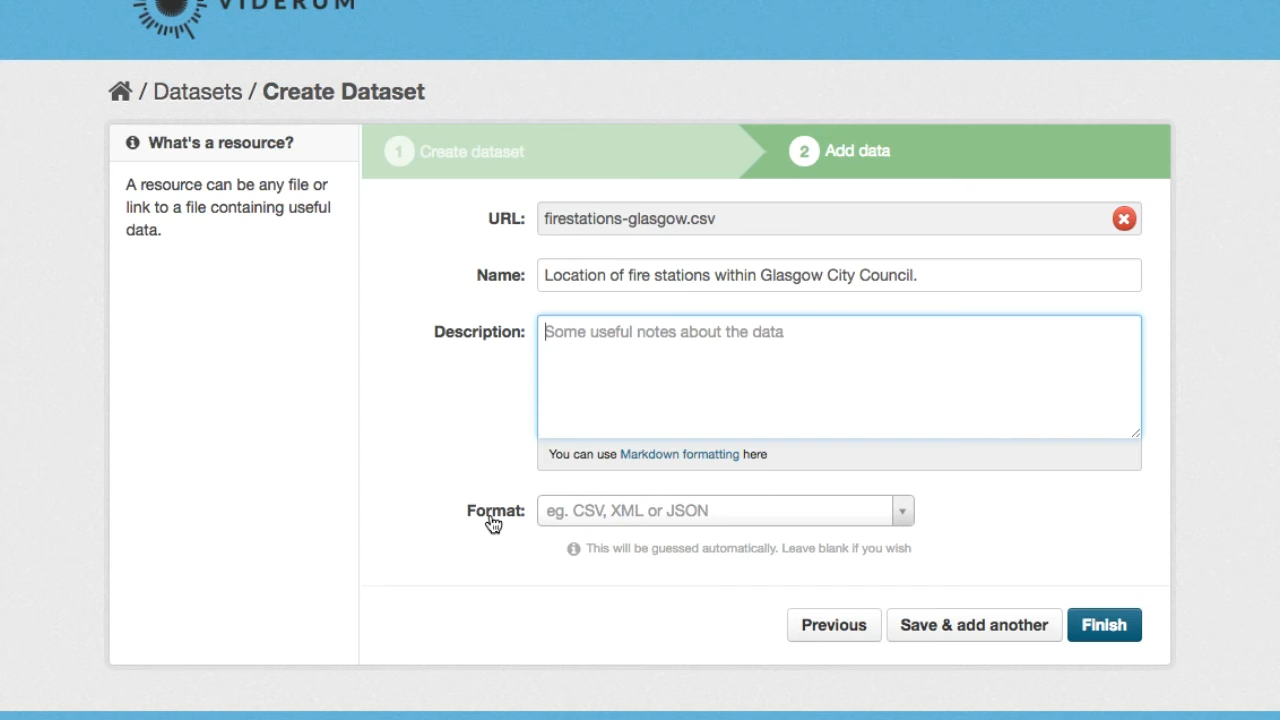 VIDERUM
/ Datasets / Create Dataset
What's a resource?
A resource can be any file or
link to a file containing useful
data.
1 Create dataset
2 Add data
URL: firestations-glasgow.csv
Name: Location of fire stations within Glasgow City Council.
Description: Some useful notes about the data
You can use Markdown formatting here
Format: eg. CSV, XML or JSON
This will be guessed automatically. Leave blank if you wish
Previous Save & add another Finish